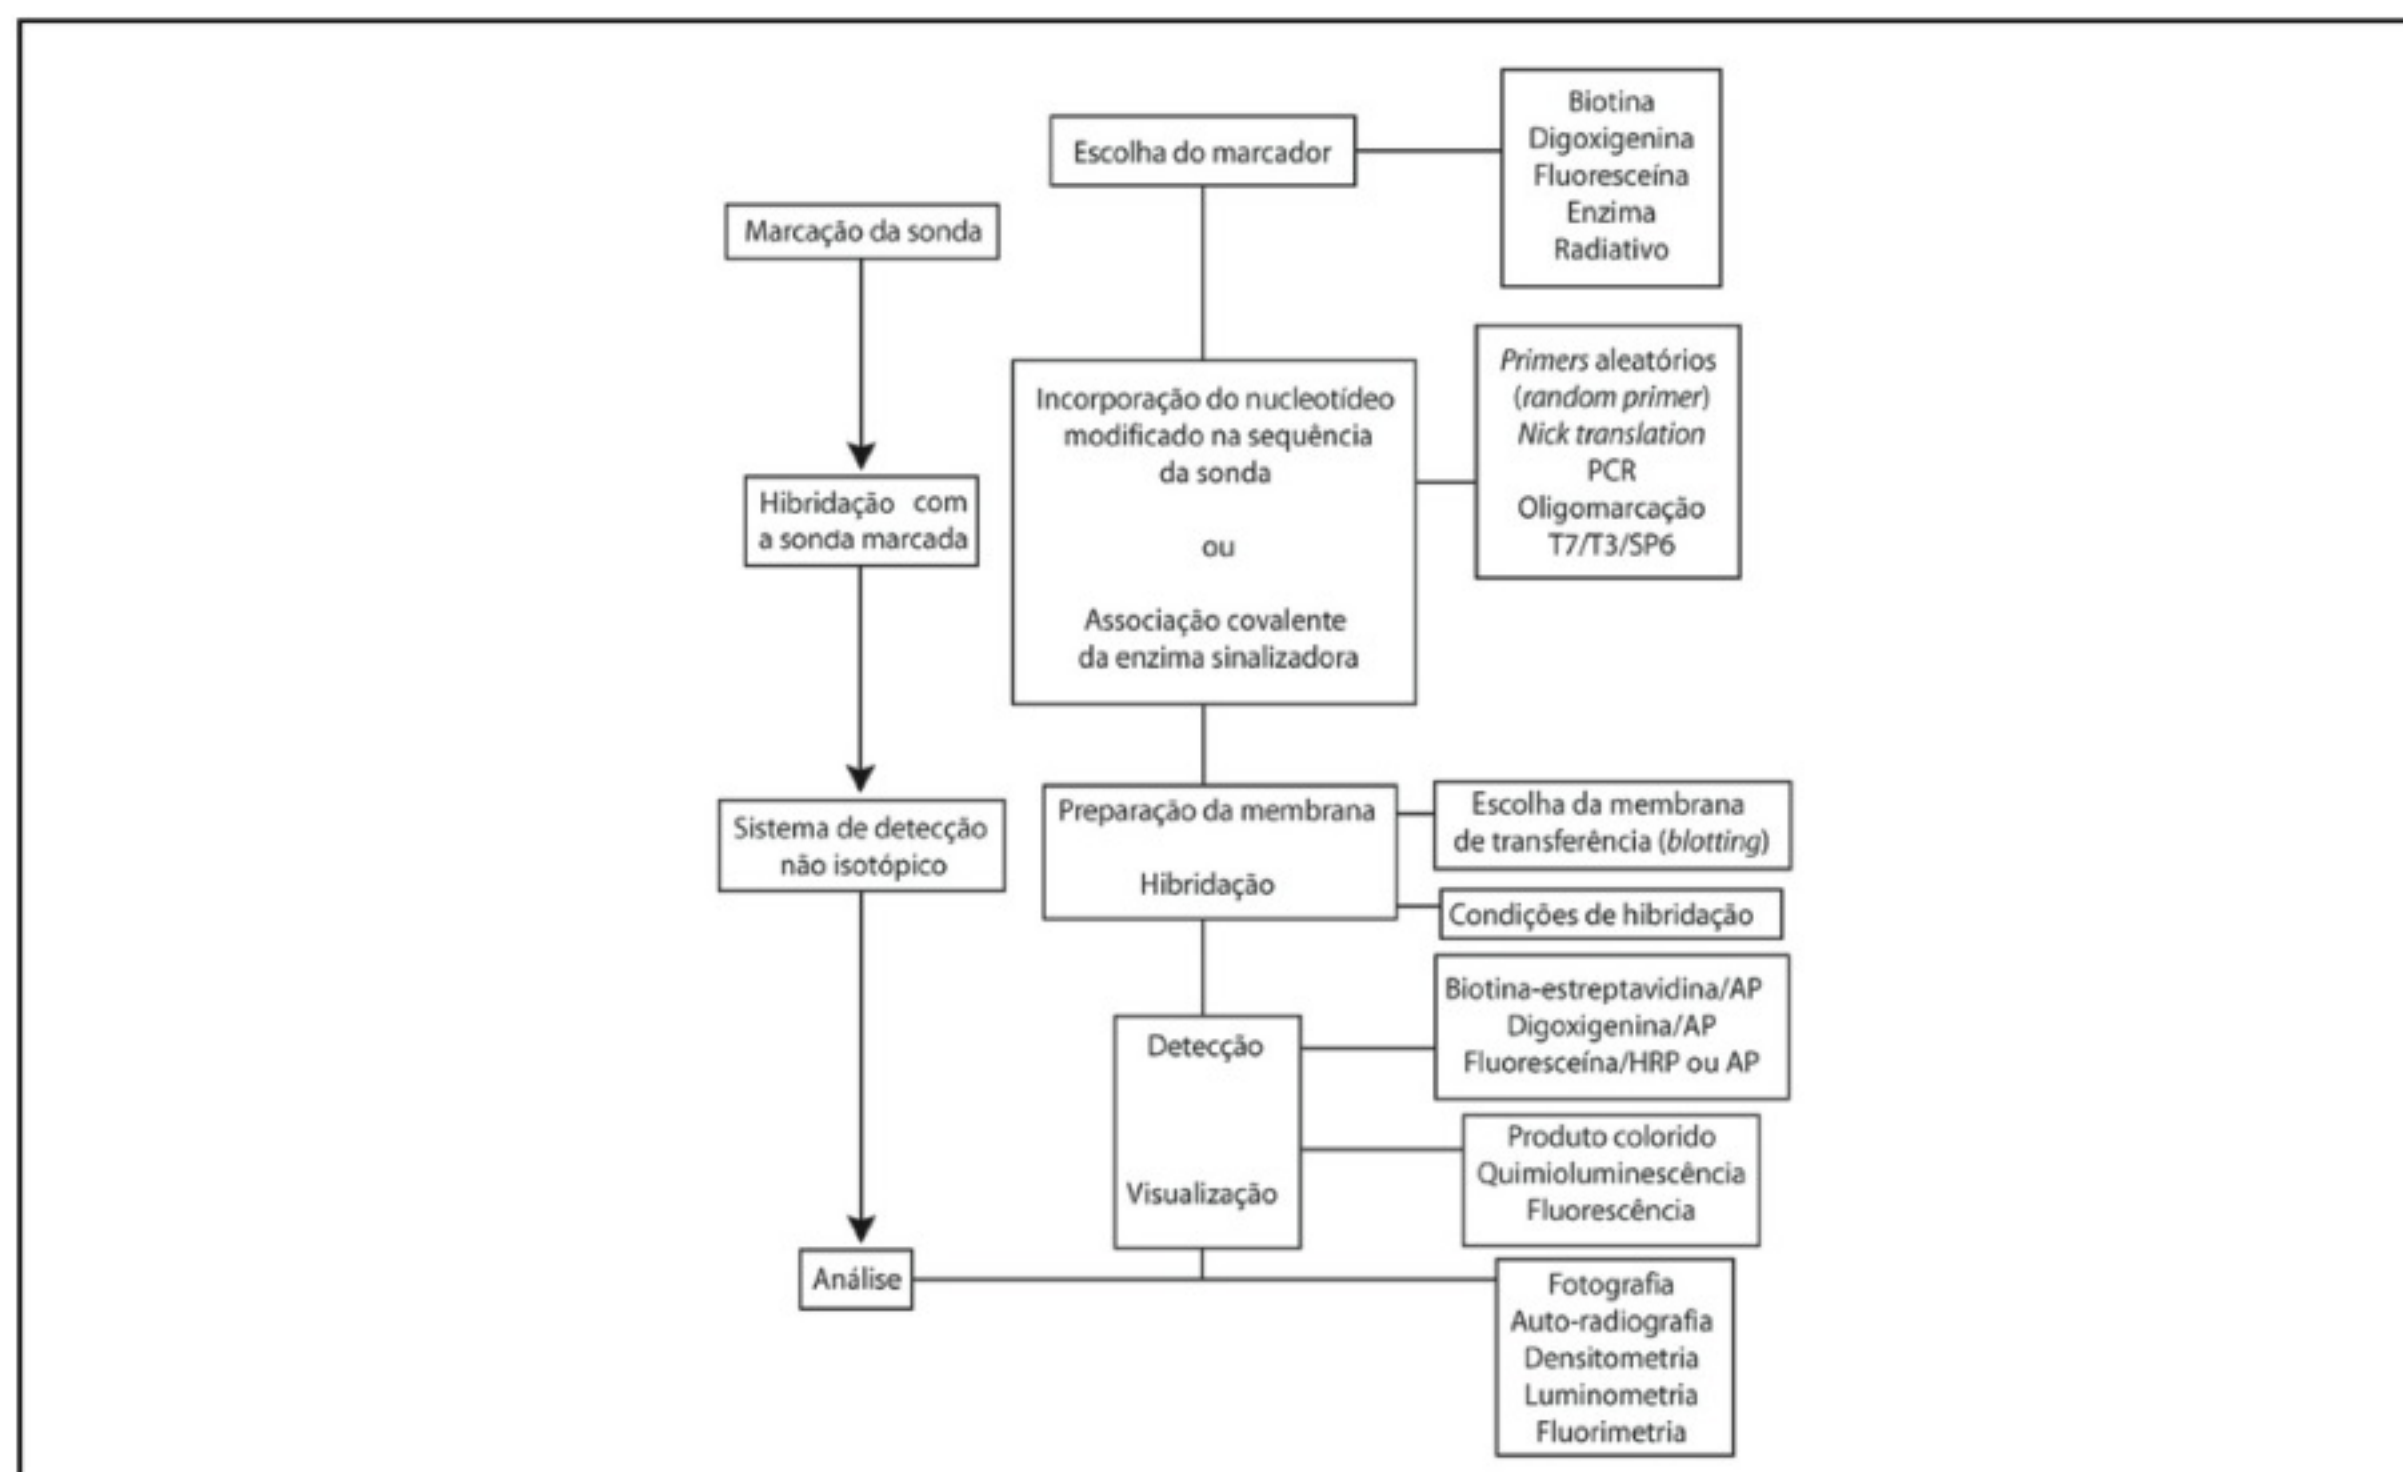 Escolha do marcador
Biotina
Digoxigenina
Fluoresceína
Enzima
Radiativo
Marcação da sonda
Incorporação do nucleotídeo
modificado na sequência
da sonda
ou
Associação covalente
da enzima sinalizadora
Primers aleatórios
(random primer)
Nick translation
PCR
Oligomarcação
T7/T3/SP6
Hibridação com
a sonda marcada
Sistema de detecção
não isotópico
Preparação da membrana
Hibridação
Escolha da membrana
de transferência (blotting)
Condições de hibridação
Detecção
Visualização
Biotina-estreptavidina/AP
Digoxigenina/AP
Fluoresceína/HRP ou AP
Produto colorido
Quimioluminescência
Fluorescência
Análise
Fotografia
Auto-radiografia
Densitometria
Luminometria
Fluorimetria